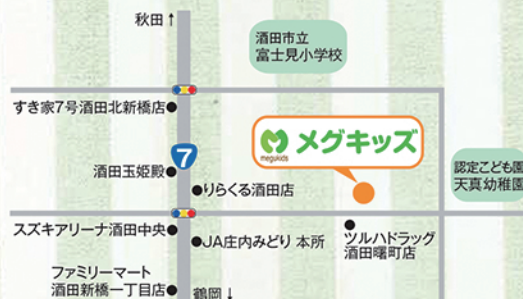 秋田↑
酒田市立
富士見小学校
すき家7号酒田北新橋店
メグキッズ
megukids
7
酒田玉姫殿
りらくる酒田店
認定こども園
天真幼稚園
スズキアリーナ酒田中央
JA庄内みどり 本所
ツルハドラッグ
酒田曙町店
ファミリーマート
酒田新橋一丁目店
鶴岡↓